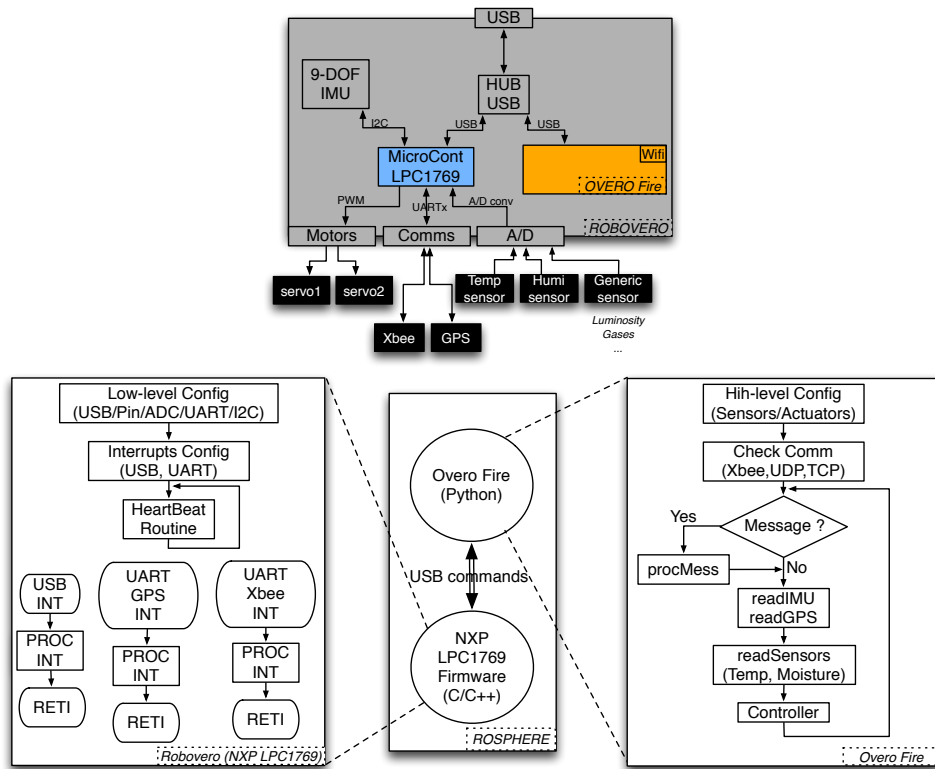 USB
9-DOF
IMU
HUB
USB
I2C
USB
USB
MicroCont
LPC1769
Wifi
OVERO Fire
PWM
UARTx
A/D conv
ROBOVERO
Motors
Comms
A/D
servo1
servo2
Temp
sensor
Humi
sensor
Generic
sensor
Xbee
GPS
Luminosity
Gases
...
Low-level Config
(USB/Pin/ADC/UART/I2C)
Interrupts Config
(USB, UART)
HeartBeat
Routine
USB
INT
PROC
INT
RETI
UART
GPS
INT
PROC
INT
RETI
UART
Xbee
INT
PROC
INT
RETI
Robovero (NXP LPC1769)
Overo Fire
(Python)
USB commands
NXP
LPC1769
Firmware
(C/C++)
ROSPHERE
Hih-level Config
(Sensors/Actuators)
Check Comm
(Xbee,UDP,TCP)
Message ?
Yes
No
procMess
readIMU
readGPS
readSensors
(Temp, Moisture)
Controller
Overo Fire